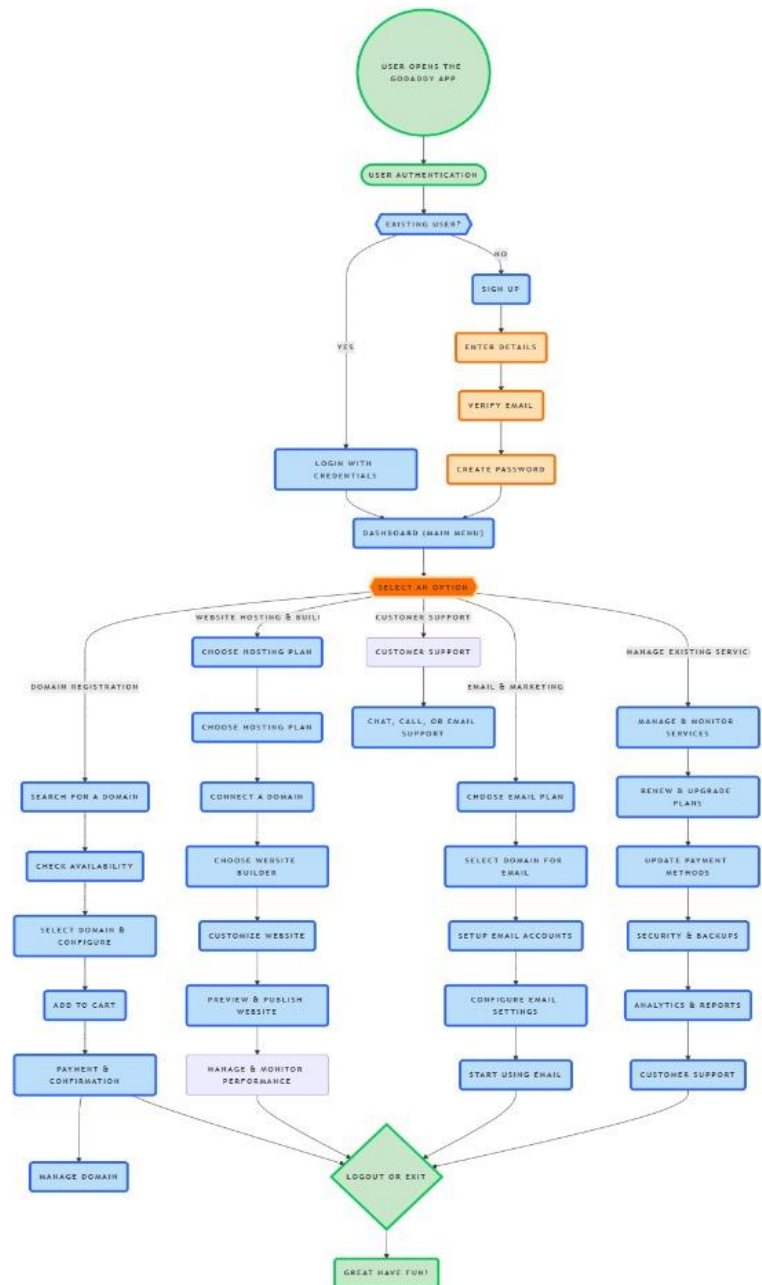 USER OPENS THE
GODADDY APP
USER AUTHENTICATION
EXISTING USER?
NO
SIGN UP
YES
ENTER DETAILS
VERIFY EMAIL
LOGIN WITH
CREDENTIALS
CREATE PASSWORD
DASHBOARD (MAIN MENU)
SELECT AN OPTION
DOMAIN REGISTRATION
SEARCH FOR A DOMAIN
CHECK AVAILABILITY
SELECT DOMAIN &
CONFIGURE
ADD TO CART
PAYMENT &
CONFIRMATION
MANAGE DOMAIN
WEBSITE HOSTING & BUILI
CHOOSE HOSTING PLAN
CHOOSE HOSTING PLAN
CONNECT A DOMAIN
CHOOSE WEBSITE
BUILDER
CUSTOMIZE WEBSITE
PREVIEW & PUBLISH
WEBSITE
MANAGE & MONITOR
PERFORMANCE
CUSTOMER SUPPORT
CUSTOMER SUPPORT
CHAT, CALL, OR EMAIL
SUPPORT
EMAIL & MARKETING
CHOOSE EMAIL PLAN
SELECT DOMAIN FOR
EMAIL
SETUP EMAIL ACCOUNTS
CONFIGURE EMAIL
SETTINGS
START USING EMAIL
MANAGE EXISTING SERVIC
MANAGE & MONITOR
SERVICES
RENEW & UPGRADE
PLANS
UPDATE PAYMENT
METHODS
SECURITY & BACKUPS
ANALYTICS & REPORTS
CUSTOMER SUPPORT
LOGOUT OR EXIT
GREAT HAVE FUN!